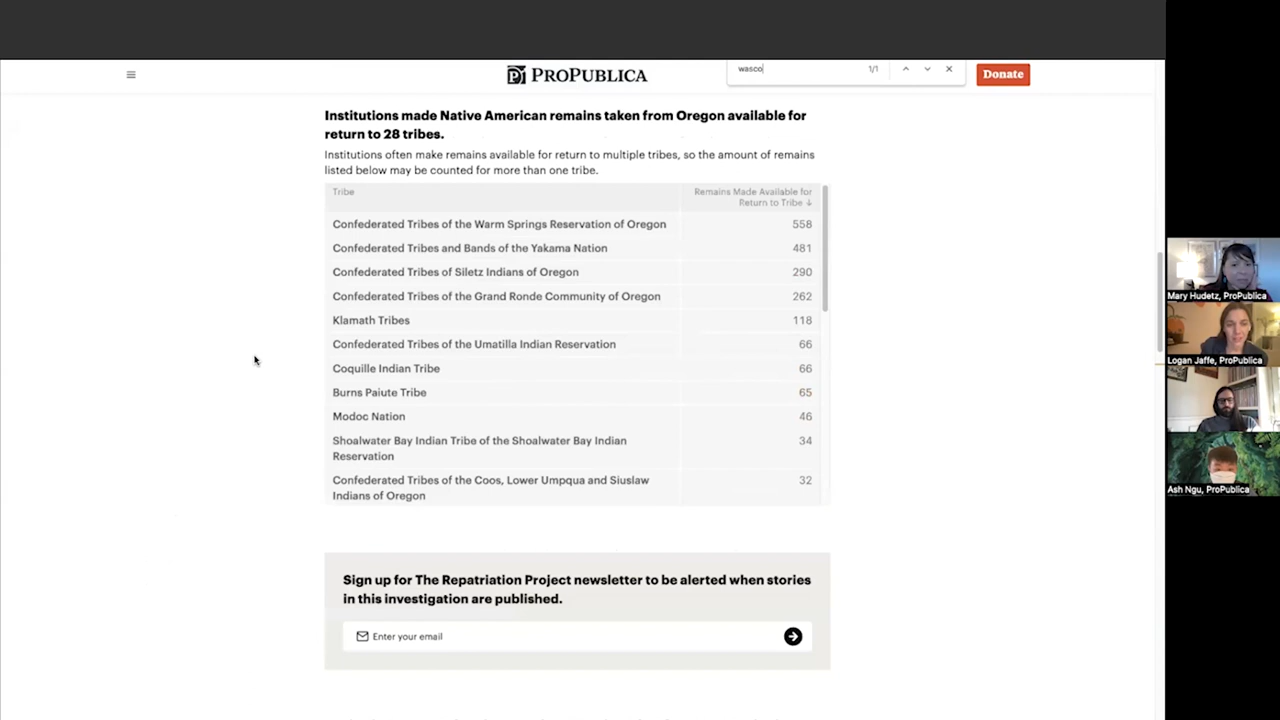 PROPUBLICA
wasco
1/1
Donate
Institutions made Native American remains taken from Oregon available for
return to 28 tribes.
Institutions often make remains available for return to multiple tribes, so the amount of remains
listed below may be counted for more than one tribe.
Tribe
Remains Made Available for
Return to Tribe ↓
Confederated Tribes of the Warm Springs Reservation of Oregon 558
Confederated Tribes and Bands of the Yakama Nation 481
Confederated Tribes of Siletz Indians of Oregon 290
Confederated Tribes of the Grand Ronde Community of Oregon 262
Klamath Tribes 118
Confederated Tribes of the Umatilla Indian Reservation 66
Coquille Indian Tribe 66
Burns Paiute Tribe 65
Modoc Nation 46
Shoalwater Bay Indian Tribe of the Shoalwater Bay Indian 34
Reservation
Confederated Tribes of the Coos, Lower Umpqua and Siuslaw 32
Indians of Oregon
Sign up for The Repatriation Project newsletter to be alerted when stories
in this investigation are published.
Enter your email
Mary Hudetz, ProPublica
Logan Jaffe, ProPublica
Ash Ngu, ProPublica